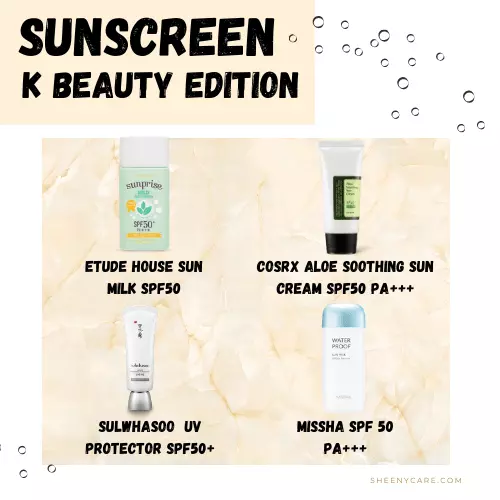 SUNSCREEN
K BEAUTY EDITION
sunprise
MILD
SPF50+
ETUDE HOUSE SUN
MILK SPF50
COSRX ALOE SOOTHING SUN
CREAM SPF50 PA+++
WATER
PROOF
SULWHASOO UV
PROTECTOR SPF50+
MISSHA SPF 50
PA+++
SHEENYCARE.COM